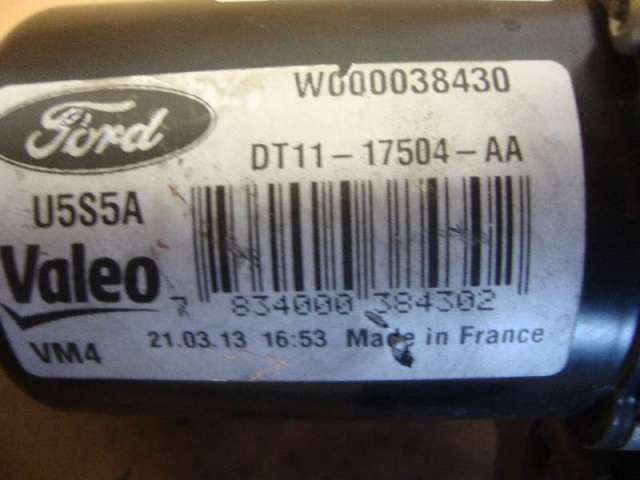 W000038430
Ford
DT11-17504-AA
U5S5A
Valeo
7 834000 384302
VM4 21.03.13 16:53 Made in France